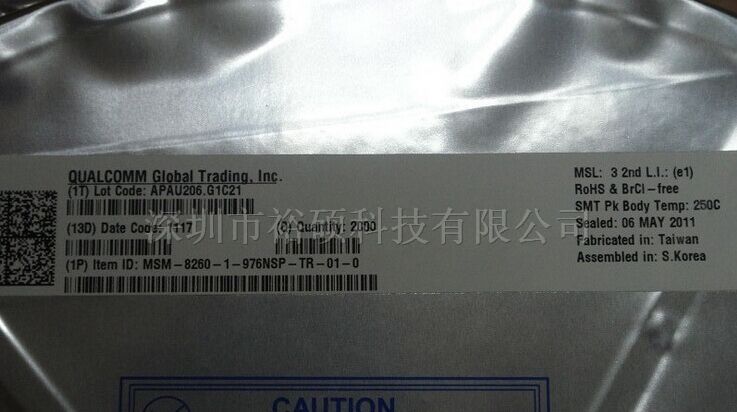 QUALCOMM Global Trading, Inc.
(1T) Lot Code: APAU206.G1C21
(13D) Date Code: 1117 (Q) Quantity: 2000
(1P) Item ID: MSM-8260-1-976NSP-TR-01-0
MSL: 3 2nd L.I.: (e1)
RoHS & BrCl-free
SMT Pk Body Temp: 250C
Sealed: 06 MAY 2011
Fabricated in: Taiwan
Assembled in: S.Korea
深圳市裕硕科技有限公司
CAUTION